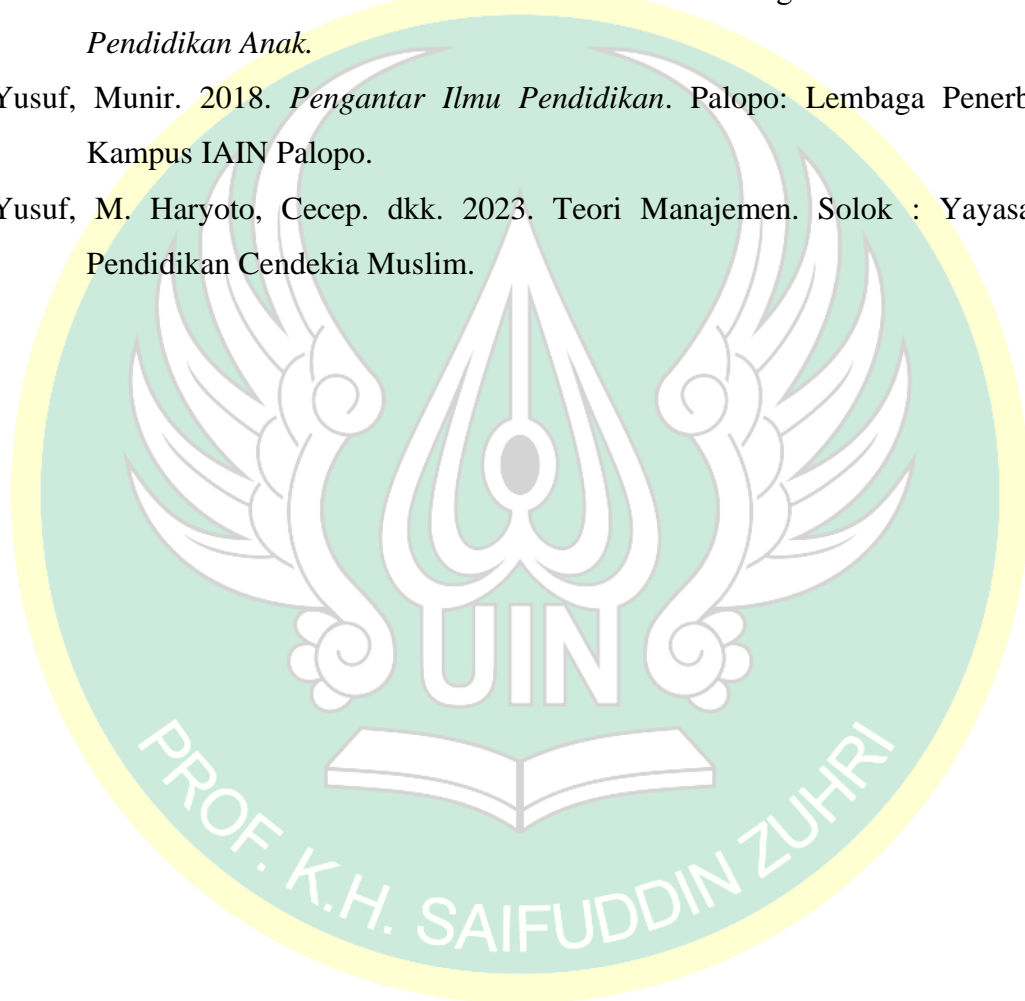 Pendidikan Anak.
Yusuf, Munir. 2018. Pengantar Ilmu Pendidikan. Palopo: Lembaga Penerb
Kampus IAIN Palopo.
Yusuf, M. Haryoto, Cecep. dkk. 2023. Teori Manajemen. Solok : Yayasa
Pendidikan Cendekia Muslim.
UIN
PROF. K.H. SAIFUDDIN ZUHRI